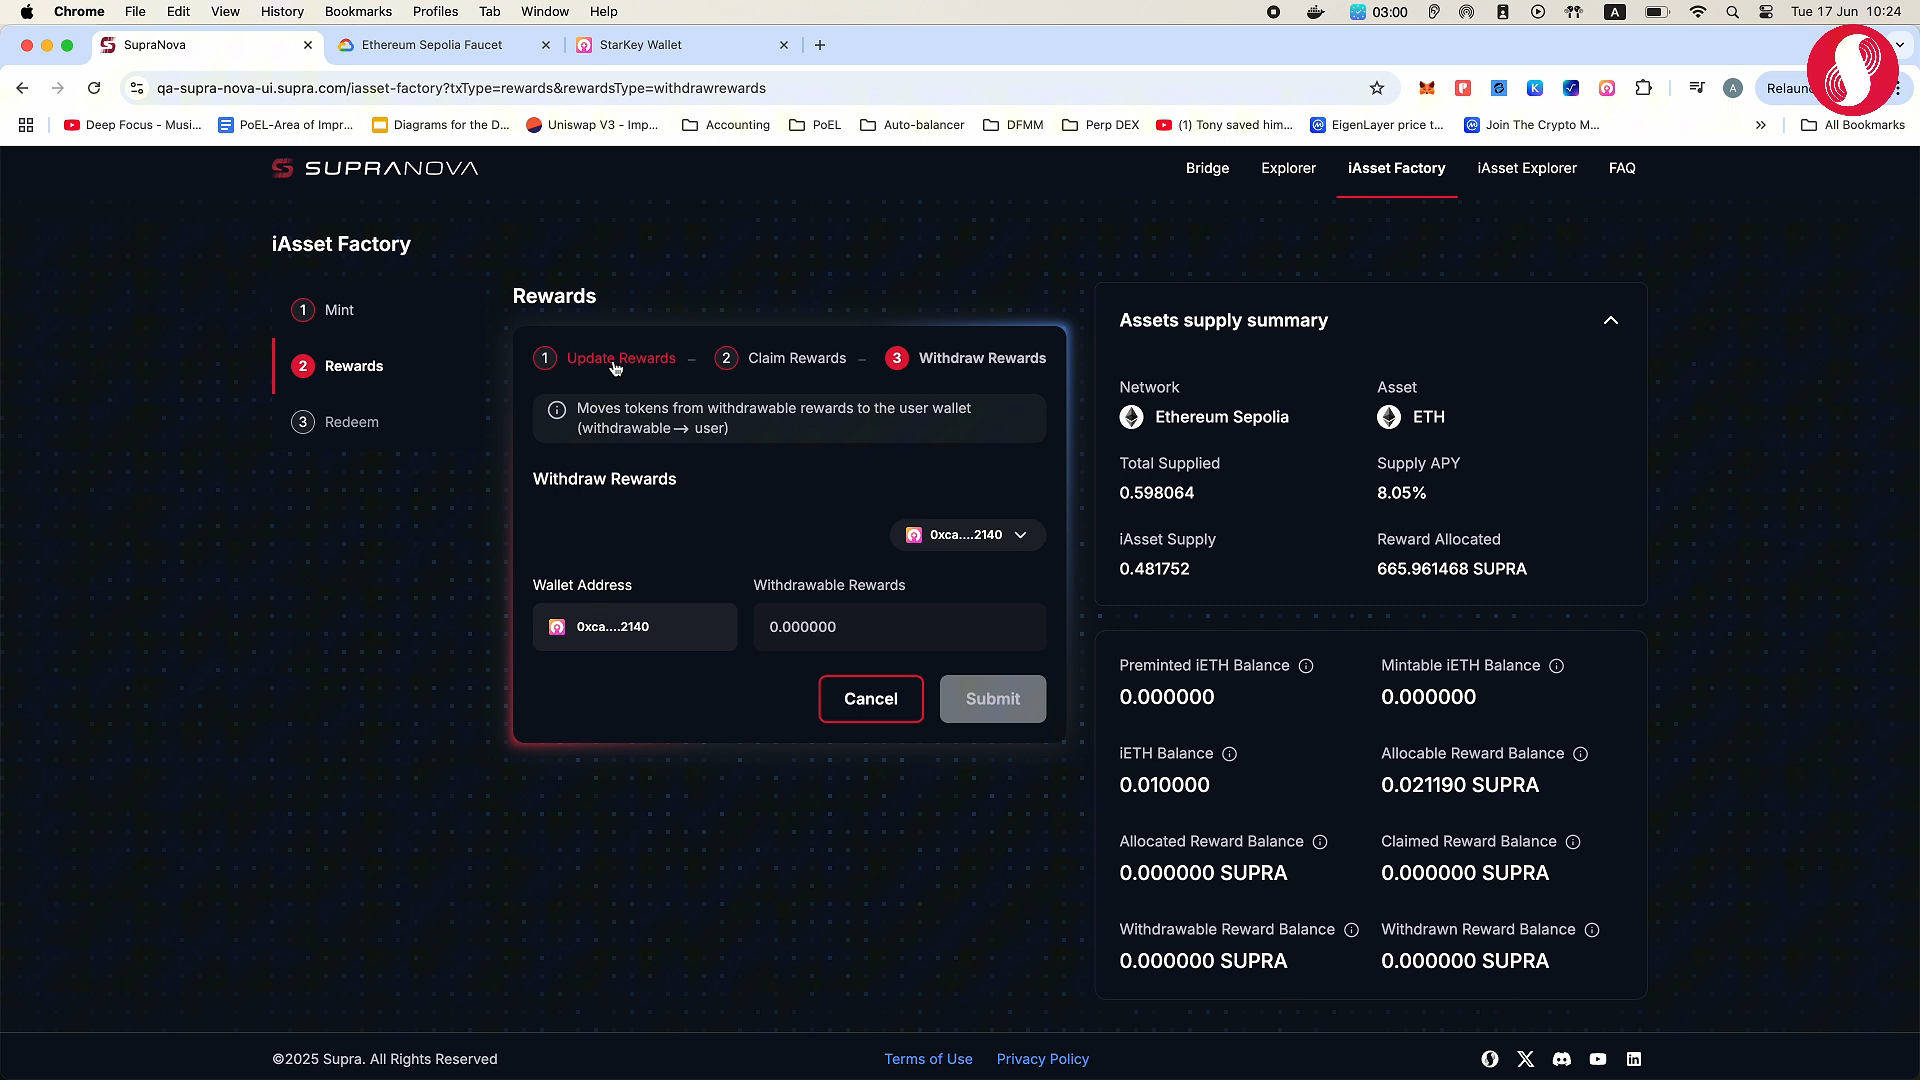 Chrome File Edit View History Bookmarks Profiles Tab Window Help 03:00 A Tue 17 Jun 10:24
SupraNova Ethereum Sepolia Faucet StarKey Wallet
qa-supra-nova-ui.supra.com/iasset-factory?txType=rewards&rewardsType=withdrawrewards A
Deep Focus - Musi... PoEL-Area of Impr... Diagrams for the D... Uniswap V3 - Imp... Accounting PoEL Auto-balancer DFMM Perp DEX (1) Tony saved him... EigenLayer price t... Join The Crypto M... All Bookmarks
SUPRANOVA Bridge Explorer iAsset Factory iAsset Explorer FAQ
iAsset Factory
1 Mint
2 Rewards
3 Redeem
Rewards
1 Update Rewards – 2 Claim Rewards – 3 Withdraw Rewards
Moves tokens from withdrawable rewards to the user wallet
(withdrawable → user)
Withdraw Rewards
0xca....2140
Wallet Address Withdrawable Rewards
0xca....2140 0.000000
Cancel Submit
Assets supply summary
Network Asset
Ethereum Sepolia ETH
Total Supplied Supply APY
0.598064 8.05%
iAsset Supply Reward Allocated
0.481752 665.961468 SUPRA
Preminted iETH Balance Mintable iETH Balance
0.000000 0.000000
iETH Balance Allocable Reward Balance
0.010000 0.021190 SUPRA
Allocated Reward Balance Claimed Reward Balance
0.000000 SUPRA 0.000000 SUPRA
Withdrawable Reward Balance Withdrawn Reward Balance
0.000000 SUPRA 0.000000 SUPRA
©2025 Supra. All Rights Reserved Terms of Use Privacy Policy